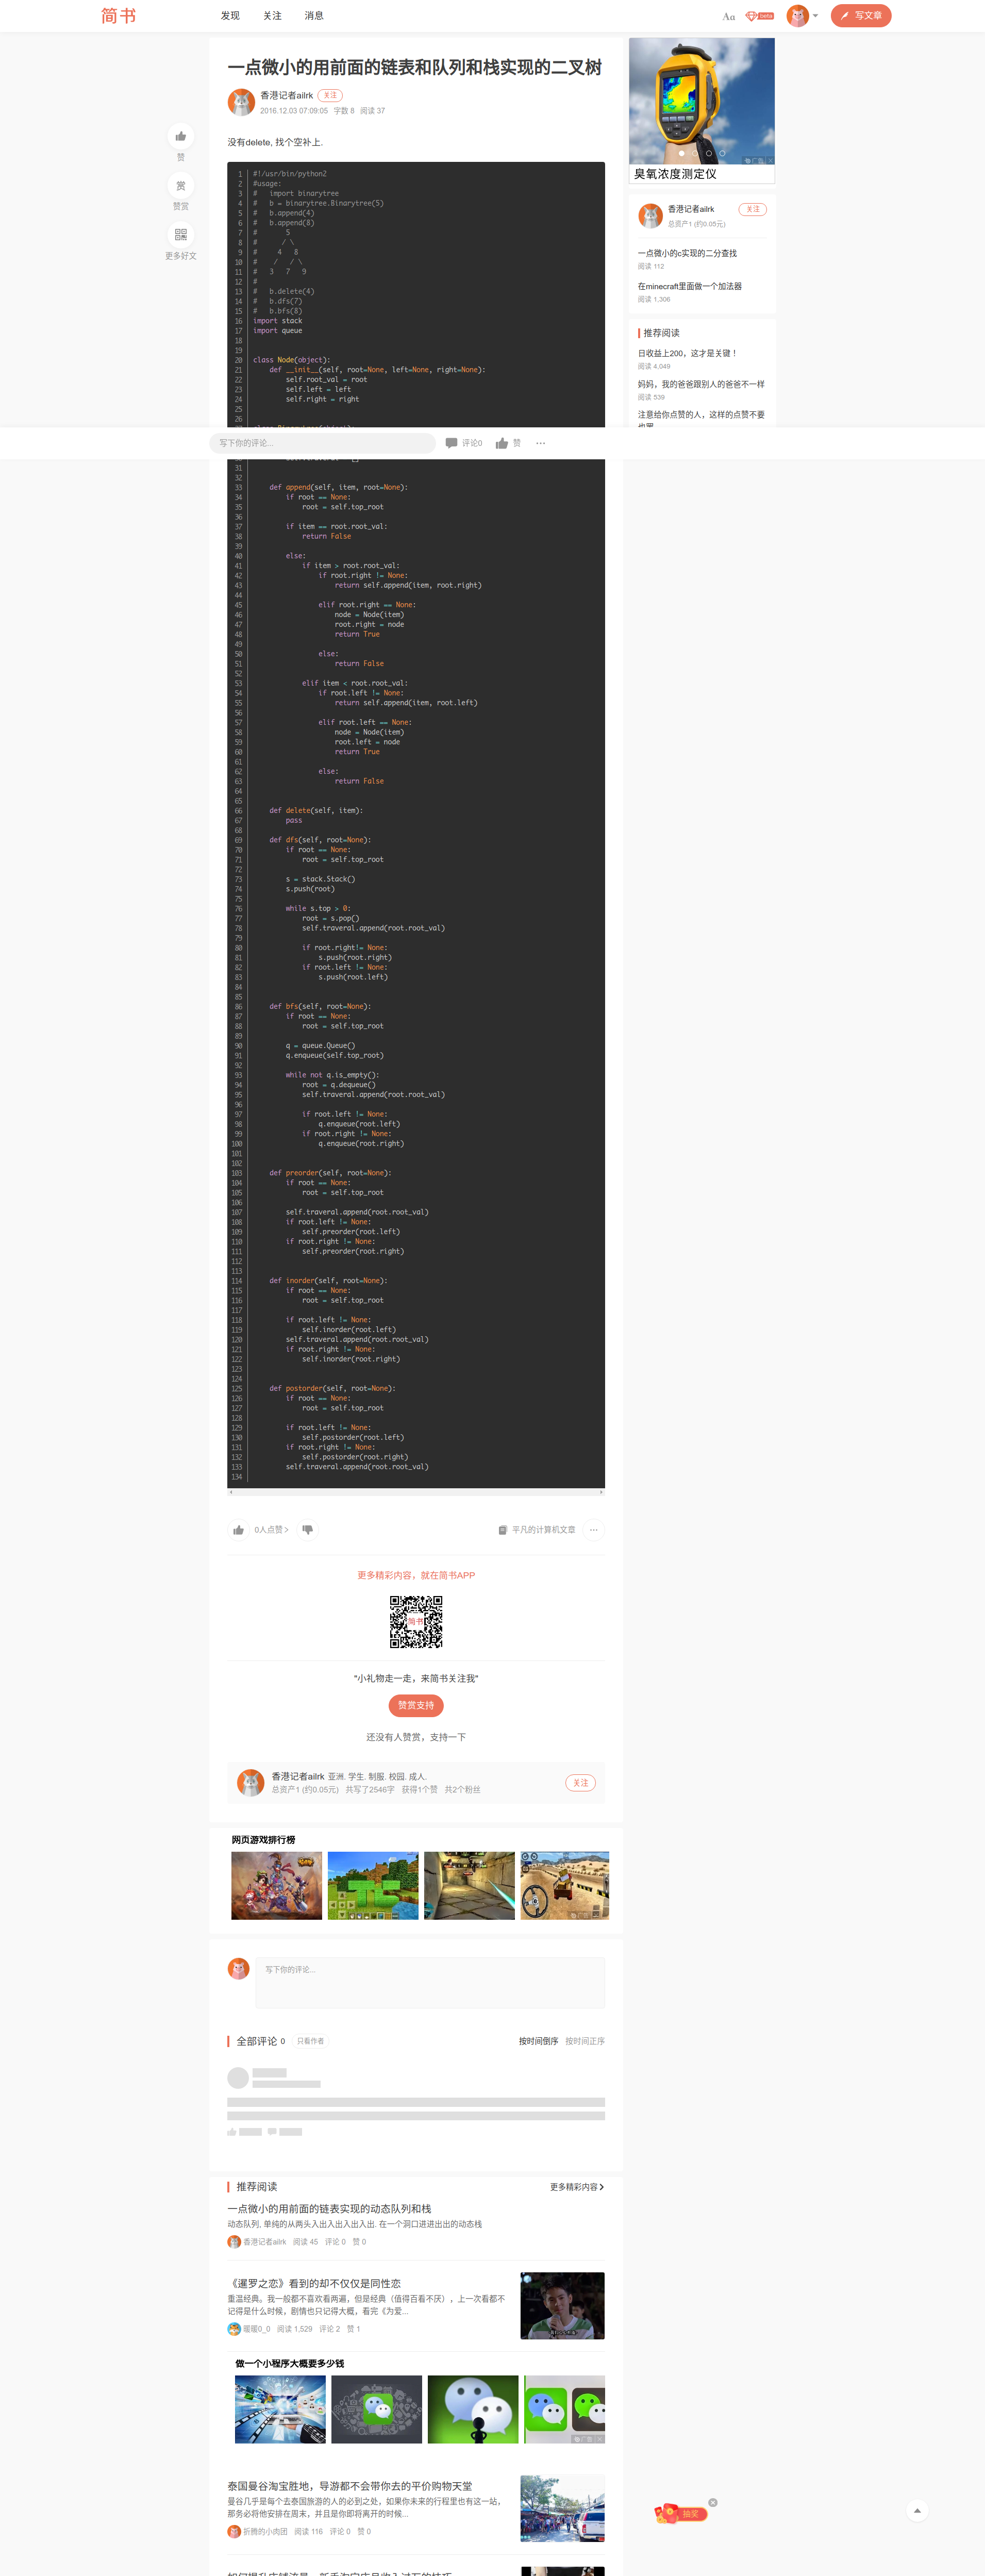 简书
发现 关注 消息
Aa beta 写文章
一点微小的用前面的链表和队列和栈实现的二叉树
香港记者ailrk 关注
2016.12.03 07:09:05 字数 8 阅读 37
赞
赏
赞赏
更多好文
没有delete, 找个空补上.
1 #!/usr/bin/python2
2 #usage:
3 #   import binarytree
4 #   b = binarytree.Binarytree(5)
5 #   b.append(4)
6 #   b.append(8)
7 #       5
8 #      / \
9 #     4   8
10 #    /   / \
11 #   3   7   9
12 #
13 #   b.delete(4)
14 #   b.dfs(7)
15 #   b.bfs(8)
16 import stack
17 import queue
18
19
20 class Node(object):
21     def __init__(self, root=None, left=None, right=None):
22         self.root_val = root
23         self.left = left
24         self.right = right
25
26
写下你的评论... 评论0 赞 ...
31
32
33     def append(self, item, root=None):
34         if root == None:
35             root = self.top_root
36
37         if item == root.root_val:
38             return False
39
40         else:
41             if item > root.root_val:
42                 if root.right != None:
43                     return self.append(item, root.right)
44
45                 elif root.right == None:
46                     node = Node(item)
47                     root.right = node
48                     return True
49
50                 else:
51                     return False
52
53             elif item < root.root_val:
54                 if root.left != None:
55                     return self.append(item, root.left)
56
57                 elif root.left == None:
58                     node = Node(item)
59                     root.left = node
60                     return True
61
62                 else:
63                     return False
64
65
66     def delete(self, item):
67         pass
68
69     def dfs(self, root=None):
70         if root == None:
71             root = self.top_root
72
73         s = stack.Stack()
74         s.push(root)
75
76         while s.top > 0:
77             root = s.pop()
78             self.traveral.append(root.root_val)
79
80             if root.right!= None:
81                 s.push(root.right)
82             if root.left != None:
83                 s.push(root.left)
84
85
86     def bfs(self, root=None):
87         if root == None:
88             root = self.top_root
89
90         q = queue.Queue()
91         q.enqueue(self.top_root)
92
93         while not q.is_empty():
94             root = q.dequeue()
95             self.traveral.append(root.root_val)
96
97             if root.left != None:
98                 q.enqueue(root.left)
99             if root.right != None:
100                 q.enqueue(root.right)
101
102
103     def preorder(self, root=None):
104         if root == None:
105             root = self.top_root
106
107         self.traveral.append(root.root_val)
108         if root.left != None:
109             self.preorder(root.left)
110         if root.right != None:
111             self.preorder(root.right)
112
113
114     def inorder(self, root=None):
115         if root == None:
116             root = self.top_root
117
118         if root.left != None:
119             self.inorder(root.left)
120         self.traveral.append(root.root_val)
121         if root.right != None:
122             self.inorder(root.right)
123
124
125     def postorder(self, root=None):
126         if root == None:
127             root = self.top_root
128
129         if root.left != None:
130             self.postorder(root.left)
131         if root.right != None:
132             self.postorder(root.right)
133         self.traveral.append(root.root_val)
134
0人点赞 平凡的计算机文章 ...
更多精彩内容，就在简书APP
简书
"小礼物走一走，来简书关注我"
赞赏支持
还没有人赞赏，支持一下
香港记者ailrk 亚洲. 学生. 制服. 校园. 成人.
总资产1 (约0.05元) 共写了2546字 获得1个赞 共2个粉丝
关注
网页游戏排行榜
广告
写下你的评论...
全部评论 0 只看作者 按时间倒序 按时间正序
推荐阅读 更多精彩内容
一点微小的用前面的链表实现的动态队列和栈
动态队列, 单纯的从两头入出入出入出入出. 在一个洞口进进出出的动态栈
香港记者ailrk 阅读 45 评论 0 赞 0
《暹罗之恋》看到的却不仅仅是同性恋
重温经典。我一般都不喜欢看两遍，但是经典（值得百看不厌），上一次看都不
记得是什么时候，剧情也只记得大概，看完《为爱...
暖暖0_0 阅读 1,529 评论 2 赞 1
做一个小程序大概要多少钱
广告
泰国曼谷淘宝胜地，导游都不会带你去的平价购物天堂
曼谷几乎是每个去泰国旅游的人的必到之处，如果你未来的行程里也有这一站，
那务必将他安排在周末，并且是你即将离开的时候...
折腾的小肉团 阅读 116 评论 0 赞 0
臭氧浓度测定仪
广告
香港记者ailrk 关注
总资产1 (约0.05元)
一点微小的c实现的二分查找
阅读 112
在minecraft里面做一个加法器
阅读 1,306
推荐阅读
日收益上200，这才是关键！
阅读 4,049
妈妈，我的爸爸跟别人的爸爸不一样
阅读 539
注意给你点赞的人，这样的点赞不要
抽奖